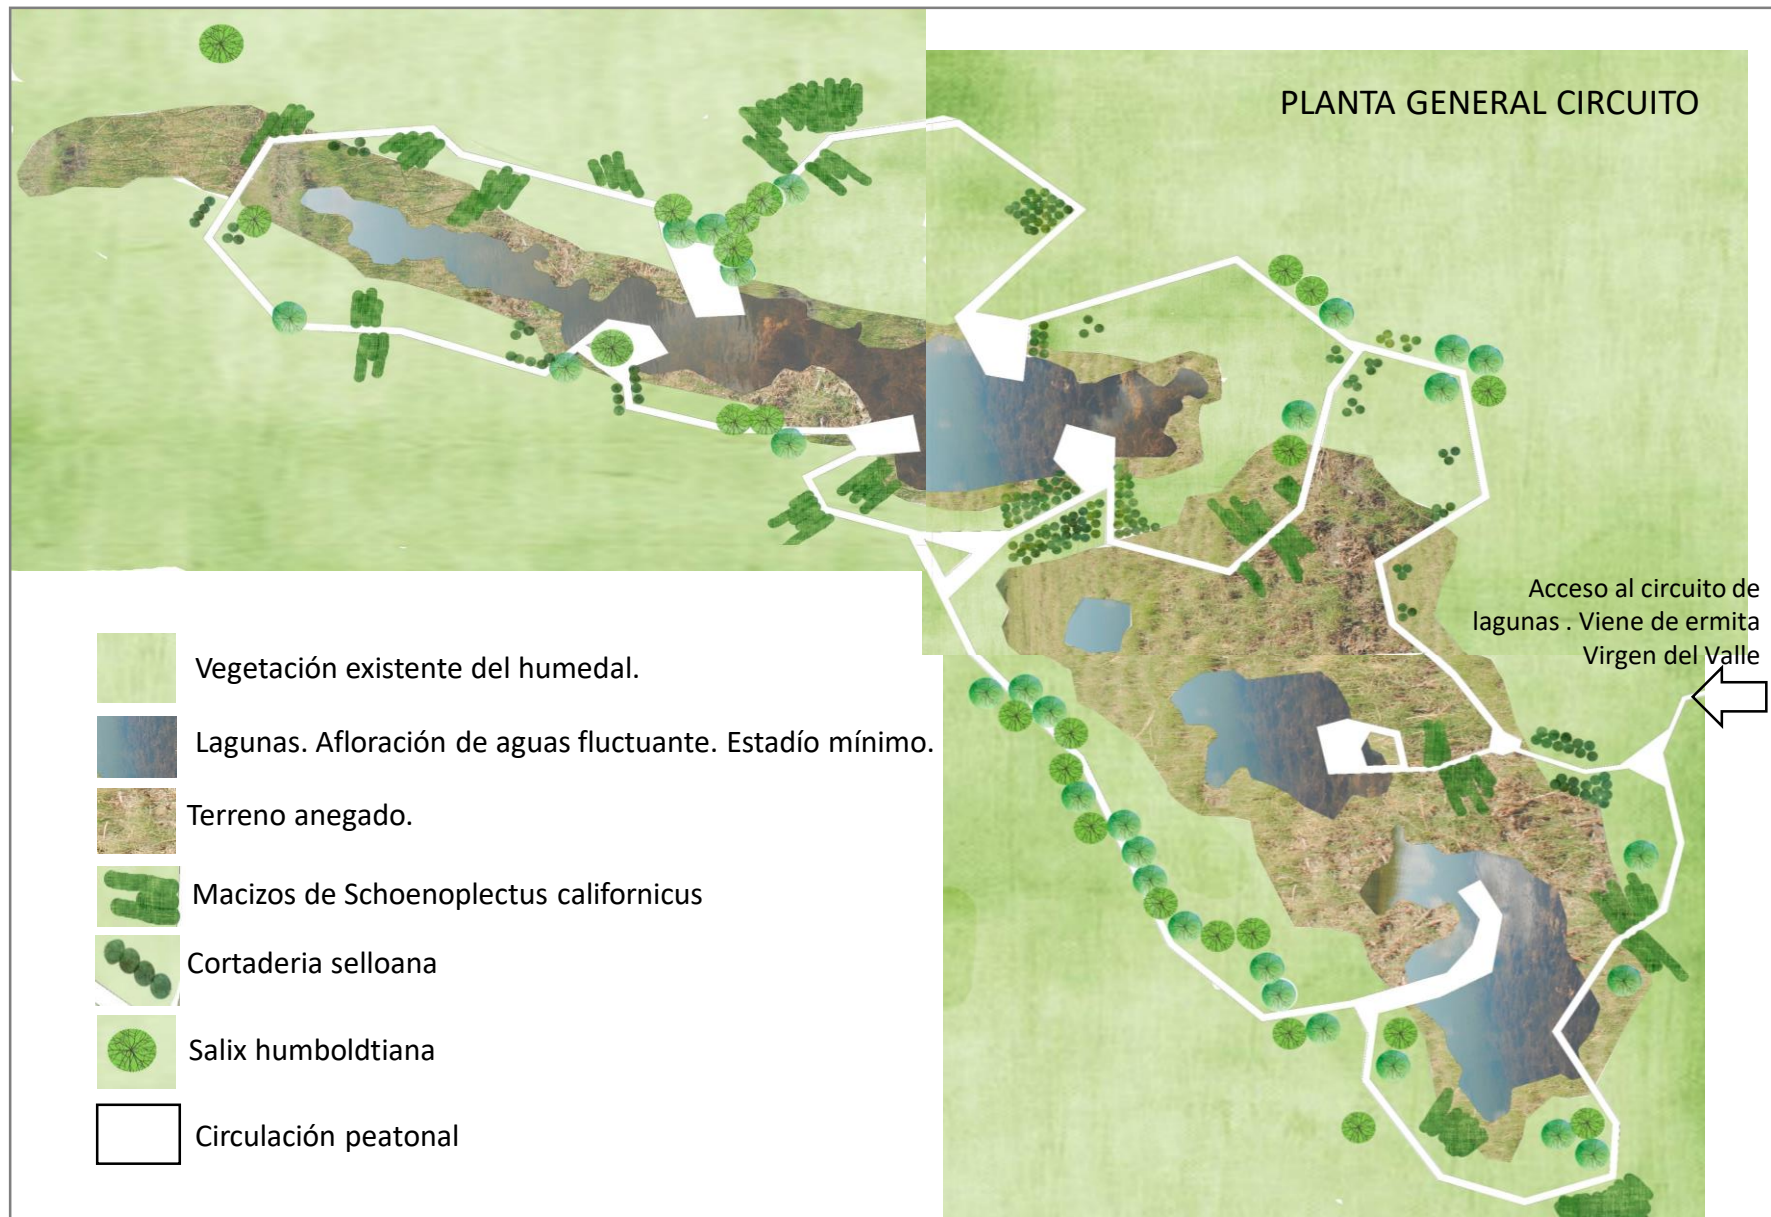 PLANTA GENERAL CIRCUITO
Acceso al circuito de
lagunas . Viene de ermita
Virgen del Valle
Vegetación existente del humedal.
Lagunas. Afloración de aguas fluctuante. Estadío mínimo.
Terreno anegado.
Macizos de Schoenoplectus californicus
Cortaderia selloana
Salix humboldtiana
Circulación peatonal